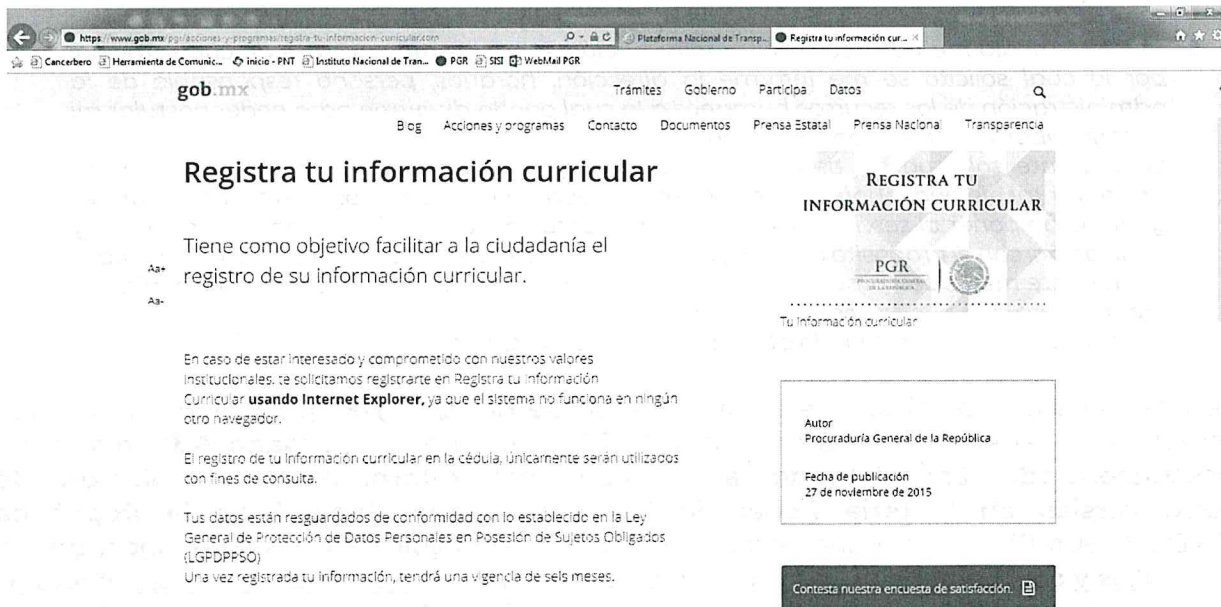 https://www.gob.mx/pgr/acciones-y-programas/registra-tu-informacion-curricular.com
Plataforma Nacional de Transp...
Registra tu información cur...
Cancerbero Herramienta de Comunic... inicio - PNT Instituto Nacional de Tran... PGR SISI WebMail PGR
gob.mx
Trámites Gobierno Participa Datos
Blog Acciones y programas Contacto Documentos Prensa Estatal Prensa Nacional Transparencia
Registra tu información curricular
Tiene como objetivo facilitar a la ciudadanía el
registro de su información curricular.
Aa+
Aa-
En caso de estar interesado y comprometido con nuestros valores
institucionales, te solicitamos registrarte en Registra tu Información
Curricular usando Internet Explorer, ya que el sistema no funciona en ningún
otro navegador.
El registro de tu información curricular en la cédula, únicamente serán utilizados
con fines de consulta.
Tus datos están resguardados de conformidad con lo establecido en la Ley
General de Protección de Datos Personales en Posesión de Sujetos Obligados
(LGPDPPSO)
Una vez registrada tu información, tendrá una vigencia de seis meses.
REGISTRA TU
INFORMACIÓN CURRICULAR
PGR
PROCURADURÍA GENERAL
DE LA REPÚBLICA
Tu información curricular
Autor
Procuraduría General de la República
Fecha de publicación
27 de noviembre de 2015
Contesta nuestra encuesta de satisfacción.